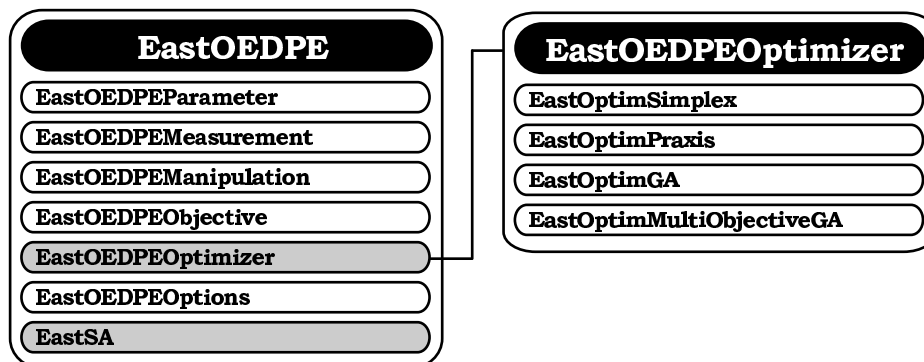 EastOEDPE
EastOEDPEParameter
EastOEDPEMeasurement
EastOEDPEManipulation
EastOEDPEObjective
EastOEDPEOptimizer
EastOEDPEOptions
EastSA
EastOEDPEOptimizer
EastOptimSimplex
EastOptimPraxis
EastOptimGA
EastOptimMultiObjectiveGA